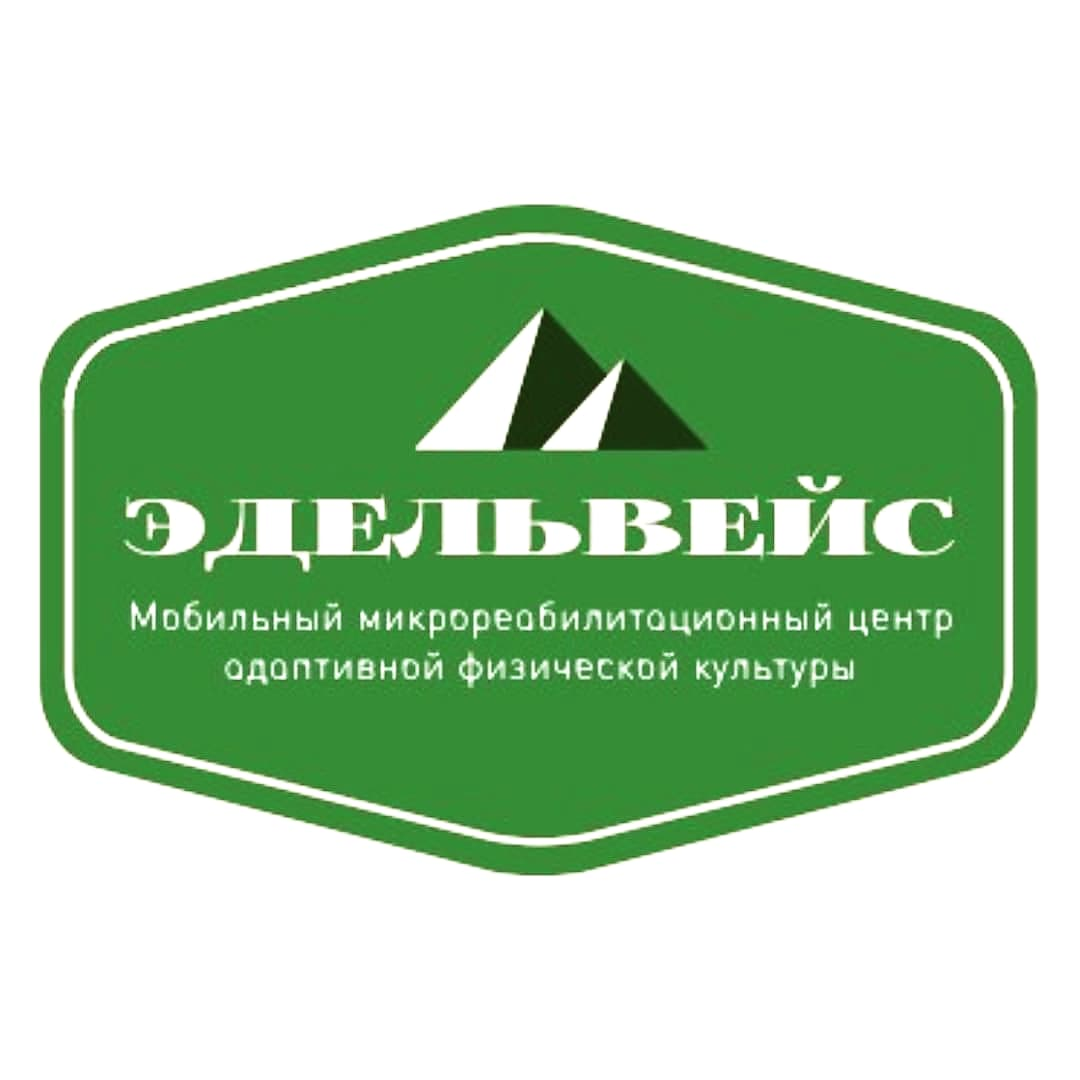 ЭДЕЛЬВЕЙС
Мобильный микрореабилитационный центр
адаптивной физической культуры